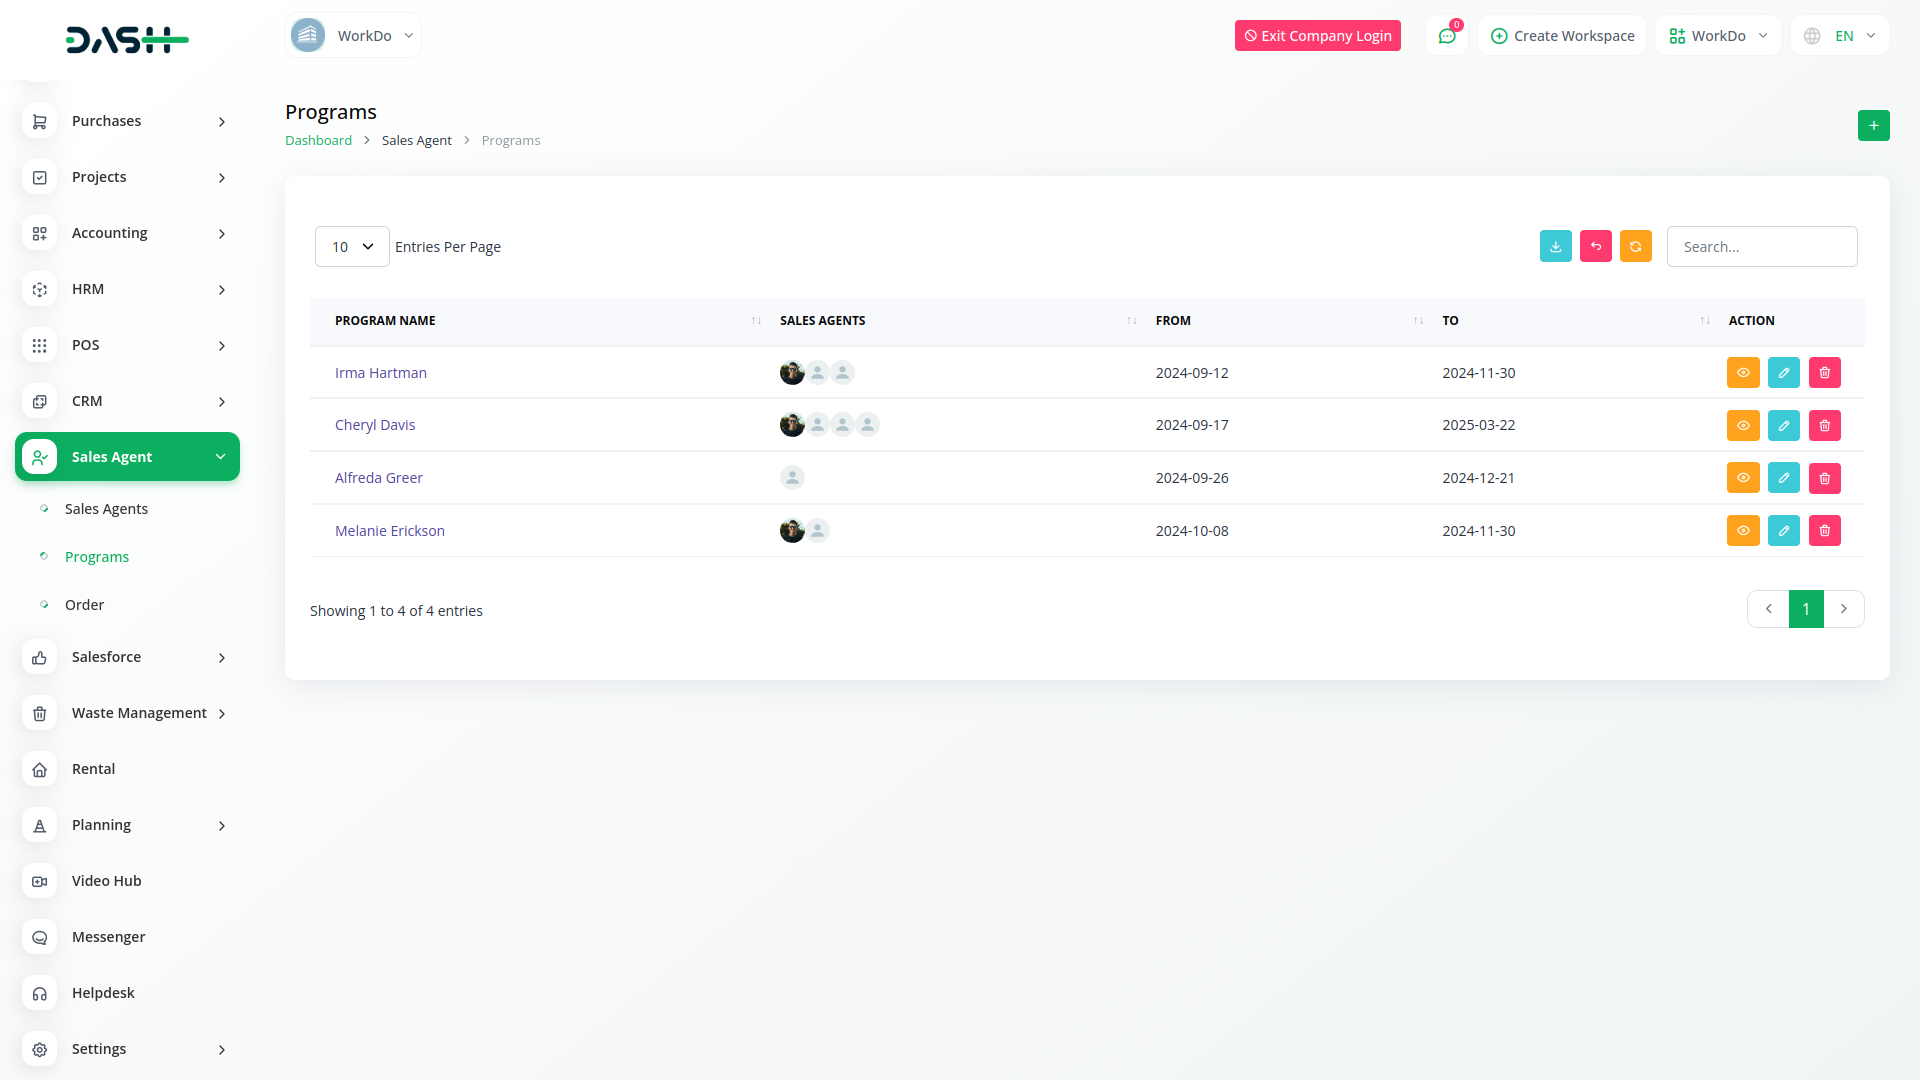 DASH
WorkDo
Exit Company Login
0
Create Workspace
WorkDo
EN
Purchases
Projects
Accounting
HRM
POS
CRM
Sales Agent
Sales Agents
Programs
Order
Salesforce
Waste Management
Rental
Planning
Video Hub
Messenger
Helpdesk
Settings
Programs
Dashboard > Sales Agent > Programs
10 Entries Per Page
Search...
PROGRAM NAME SALES AGENTS FROM TO ACTION
Irma Hartman 2024-09-12 2024-11-30
Cheryl Davis 2024-09-17 2025-03-22
Alfreda Greer 2024-09-26 2024-12-21
Melanie Erickson 2024-10-08 2024-11-30
Showing 1 to 4 of 4 entries
1